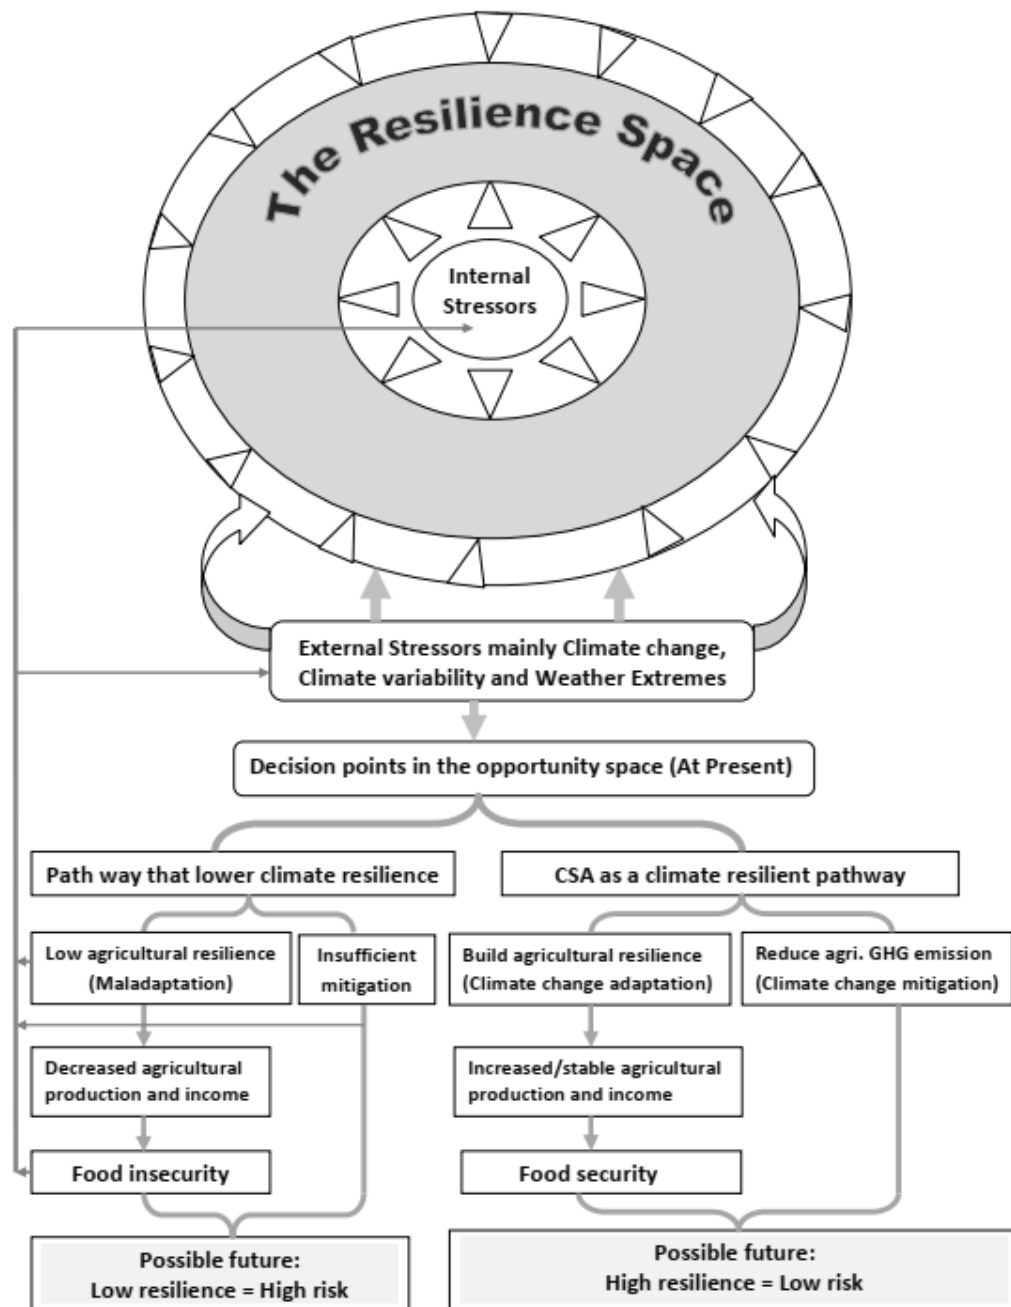 The Resilience Space
Internal
Stressors
External Stressors mainly Climate change,
Climate variability and Weather Extremes
Decision points in the opportunity space (At Present)
Path way that lower climate resilience
CSA as a climate resilient pathway
Low agricultural resilience
(Maladaptation)
Insufficient
mitigation
Build agricultural resilience
(Climate change adaptation)
Reduce agri. GHG emission
(Climate change mitigation)
Decreased agricultural
production and income
Increased/stable agricultural
production and income
Food insecurity
Food security
Possible future:
Low resilience = High risk
Possible future:
High resilience = Low risk